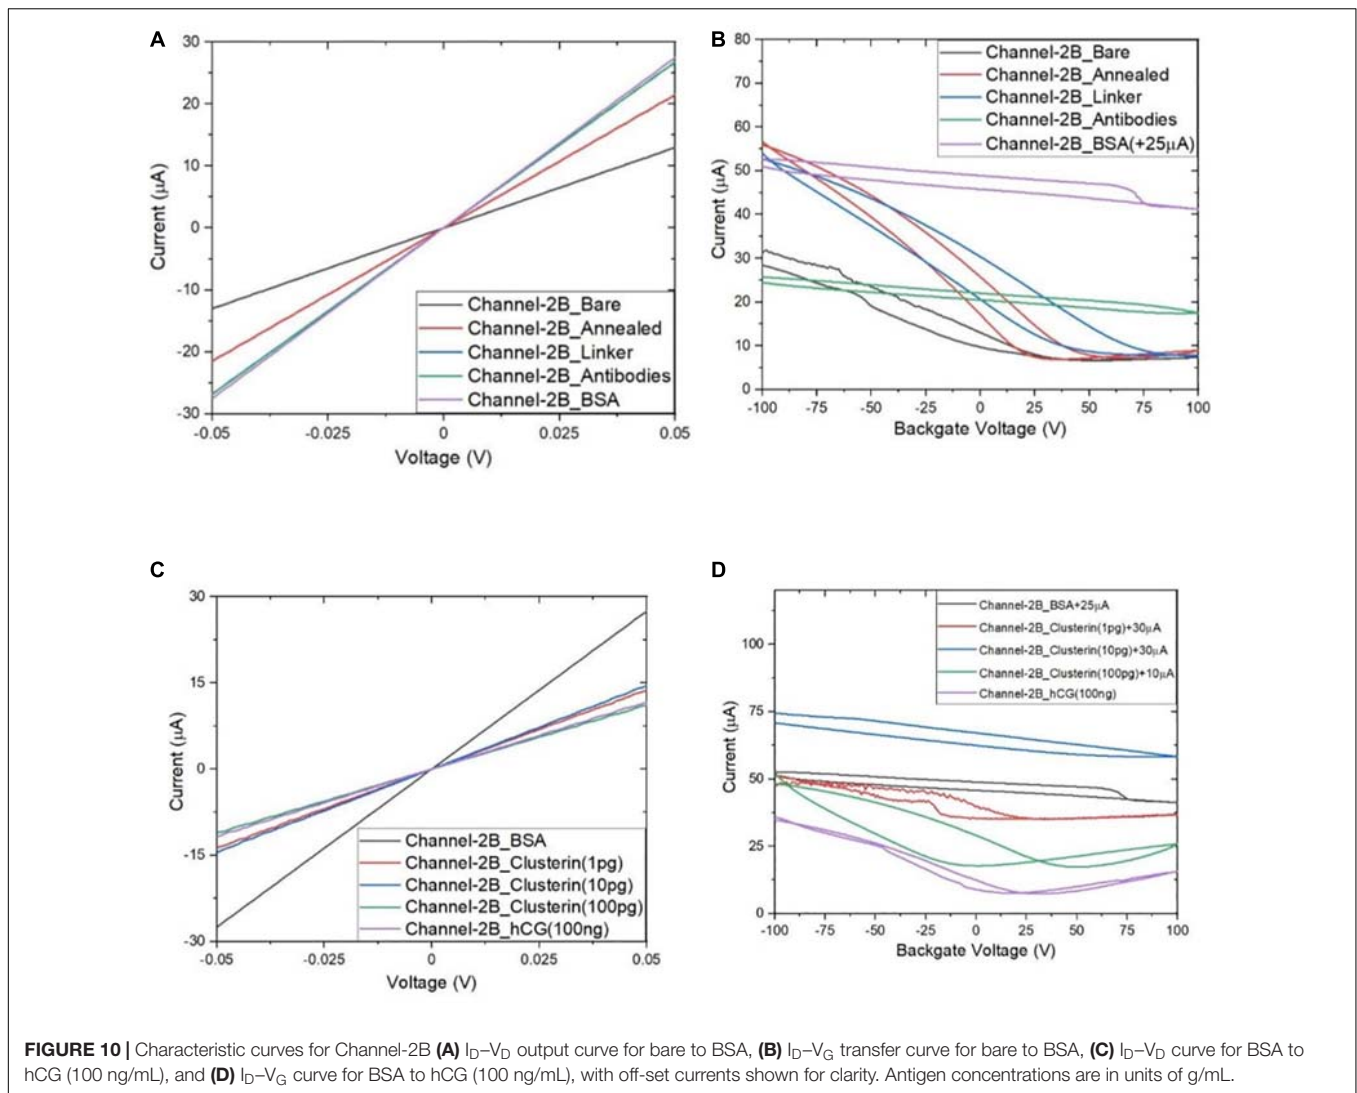 A
30
20
10
0
-10
-20
-30
Current (μA)
-0.05
-0.025
0
0.025
0.05
Voltage (V)
Channel-2B_Bare
Channel-2B_Annealed
Channel-2B_Linker
Channel-2B_Antibodies
Channel-2B_BSA
B
80
70
60
50
40
30
20
10
0
Current (μA)
-100
-75
-50
-25
0
25
50
75
100
Backgate Voltage (V)
Channel-2B_Bare
Channel-2B_Annealed
Channel-2B_Linker
Channel-2B_Antibodies
Channel-2B_BSA(+25μA)
C
30
15
0
-15
-30
Current (μA)
-0.05
-0.025
0
0.025
0.05
Voltage (V)
Channel-2B_BSA
Channel-2B_Clusterin(1pg)
Channel-2B_Clusterin(10pg)
Channel-2B_Clusterin(100pg)
Channel-2B_hCG(100ng)
D
100
75
50
25
0
Current (μA)
-100
-75
-50
-25
0
25
50
75
100
Backgate Voltage (V)
Channel-2B_BSA+25μA
Channel-2B_Clusterin(1pg)+30μA
Channel-2B_Clusterin(10pg)+30μA
Channel-2B_Clusterin(100pg)+10μA
Channel-2B_hCG(100ng)
FIGURE 10 | Characteristic curves for Channel-2B (A) ID–VD output curve for bare to BSA, (B) ID–VG transfer curve for bare to BSA, (C) ID–VD curve for BSA to
hCG (100 ng/mL), and (D) ID–VG curve for BSA to hCG (100 ng/mL), with off-set currents shown for clarity. Antigen concentrations are in units of g/mL.